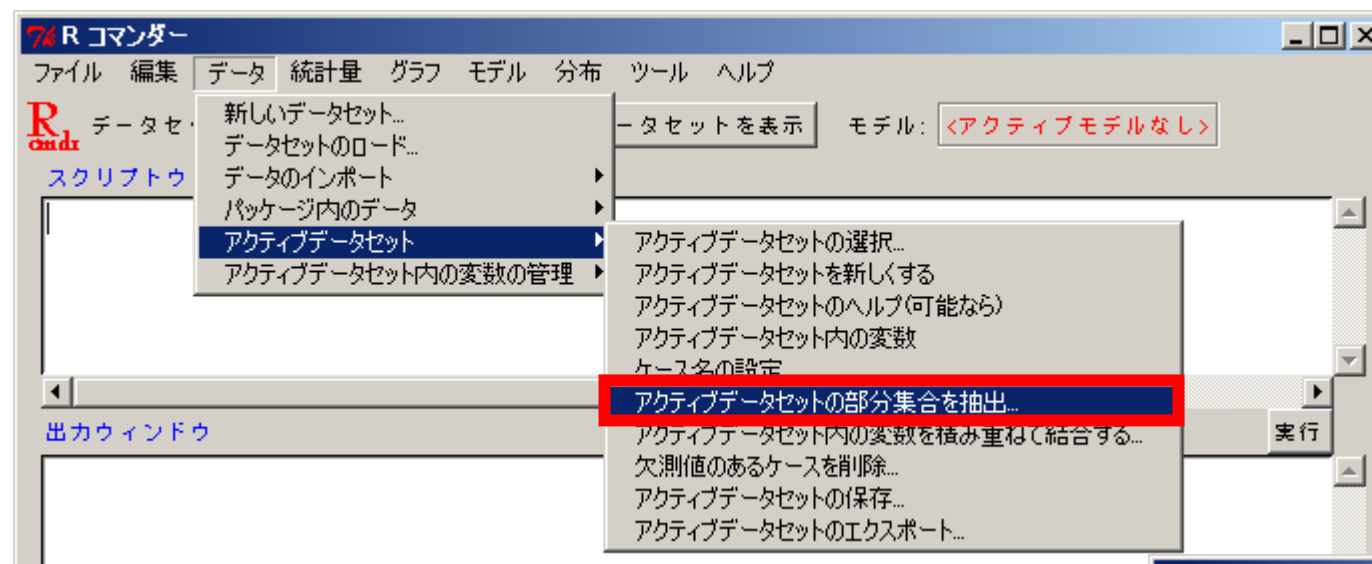 R コマンダー
ファイル 編集 データ 統計量 グラフ モデル 分布 ツール ヘルプ
Rcmdr データセ ータセットを表示 モデル: <アクティブモデルなし>
新しいデータセット...
データセットのロード...
スクリプトウ
データのインポート
パッケージ内のデータ
アクティブデータセット
アクティブデータセット内の変数の管理
アクティブデータセットの選択...
アクティブデータセットを新しくする
アクティブデータセットのヘルプ(可能なら)
アクティブデータセット内の変数
ケース名の設定
アクティブデータセットの部分集合を抽出...
アクティブデータセット内の変数を積み重ねて結合する...
欠測値のあるケースを削除...
アクティブデータセットの保存...
アクティブデータセットのエクスポート...
出力ウィンドウ 実行